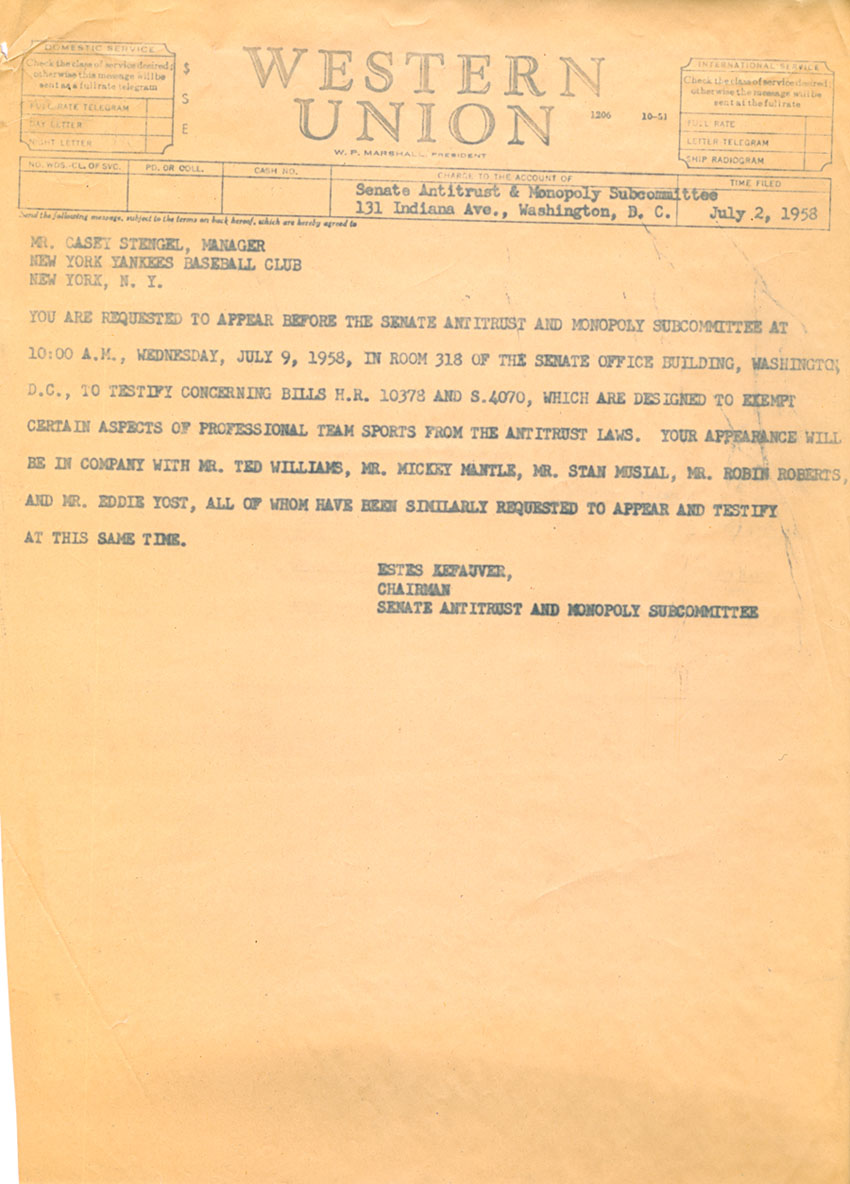 DOMESTIC SERVICE
Check the class of service desired;
otherwise this message will be
sent as a full rate telegram
FULL RATE TELEGRAM
DAY LETTER
NIGHT LETTER
$
S
E
WESTERN
UNION
1206 10-51
W. P. MARSHALL, PRESIDENT
INTERNATIONAL SERVICE
Check the class of service desired;
otherwise the message will be
sent at the full rate
FULL RATE
LETTER TELEGRAM
SHIP RADIOGRAM
NO. WDS.-CL. OF SVC. PD. OR COLL. CASH NO. CHARGE TO THE ACCOUNT OF TIME FILED
Senate Antitrust & Monopoly Subcommittee
131 Indiana Ave., Washington, D. C. July 2, 1958
Send the following message, subject to the terms on back hereof, which are hereby agreed to
MR. CASEY STENGEL, MANAGER
NEW YORK YANKEES BASEBALL CLUB
NEW YORK, N. Y.
YOU ARE REQUESTED TO APPEAR BEFORE THE SENATE ANTITRUST AND MONOPOLY SUBCOMMITTEE AT
10:00 A.M., WEDNESDAY, JULY 9, 1958, IN ROOM 318 OF THE SENATE OFFICE BUILDING, WASHINGTON,
D.C., TO TESTIFY CONCERNING BILLS H.R. 10378 AND S.4070, WHICH ARE DESIGNED TO EXEMPT
CERTAIN ASPECTS OF PROFESSIONAL TEAM SPORTS FROM THE ANTITRUST LAWS. YOUR APPEARANCE WILL
BE IN COMPANY WITH MR. TED WILLIAMS, MR. MICKEY MANTLE, MR. STAN MUSIAL, MR. ROBIN ROBERTS,
AND MR. EDDIE YOST, ALL OF WHOM HAVE BEEN SIMILARLY REQUESTED TO APPEAR AND TESTIFY
AT THIS SAME TIME.
ESTES KEFAUVER,
CHAIRMAN
SENATE ANTITRUST AND MONOPOLY SUBCOMMITTEE